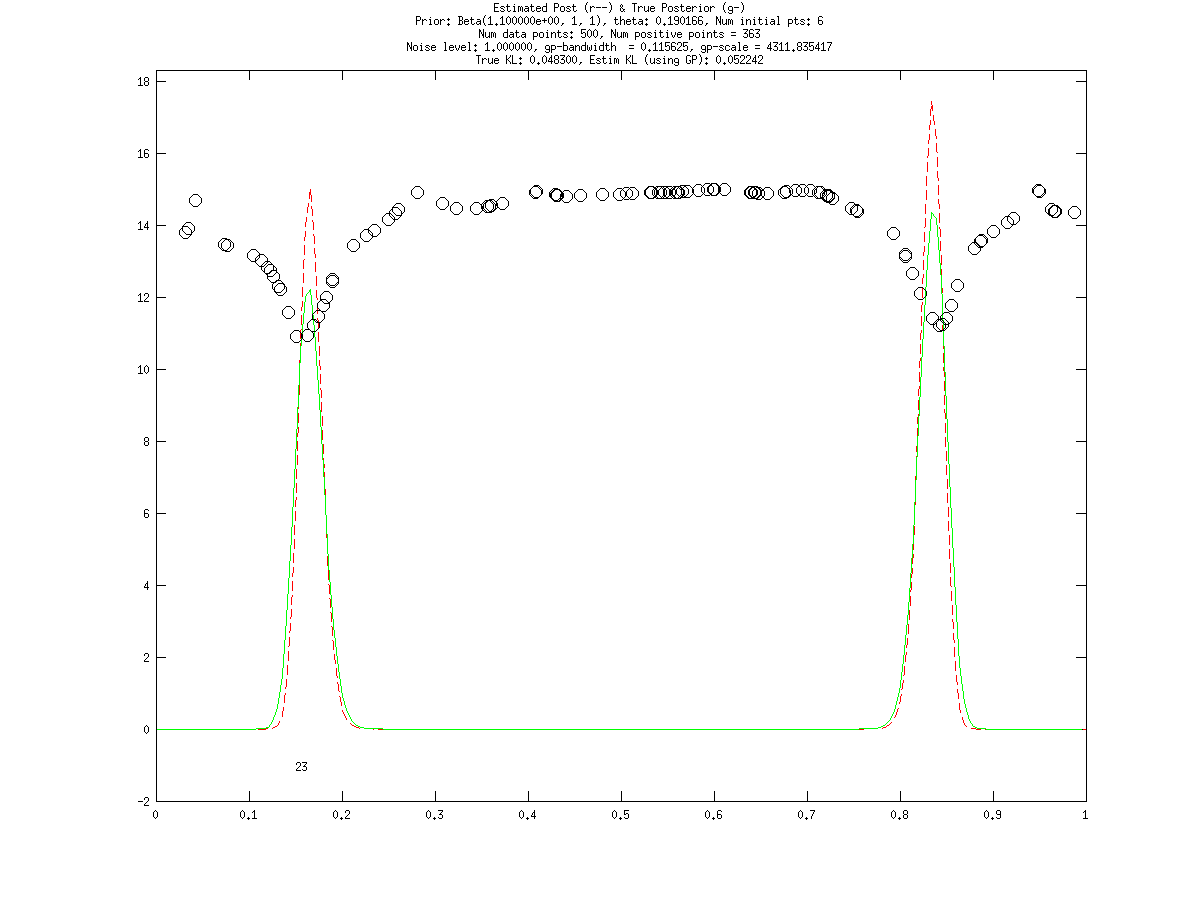 Estimated Post (r--) & True Posterior (g-)
Prior: Beta(1.100000e+00, 1, 1), theta: 0.190166, Num initial pts: 6
Num data points: 500, Num positive points = 363
Noise level: 1.000000, gp-bandwidth  = 0.115625, gp-scale = 4311.835417
True KL: 0.048300, Estim KL (using GP): 0.052242
18
16
14
12
10
8
6
4
2
0
-2
23
0 0.1 0.2 0.3 0.4 0.5 0.6 0.7 0.8 0.9 1